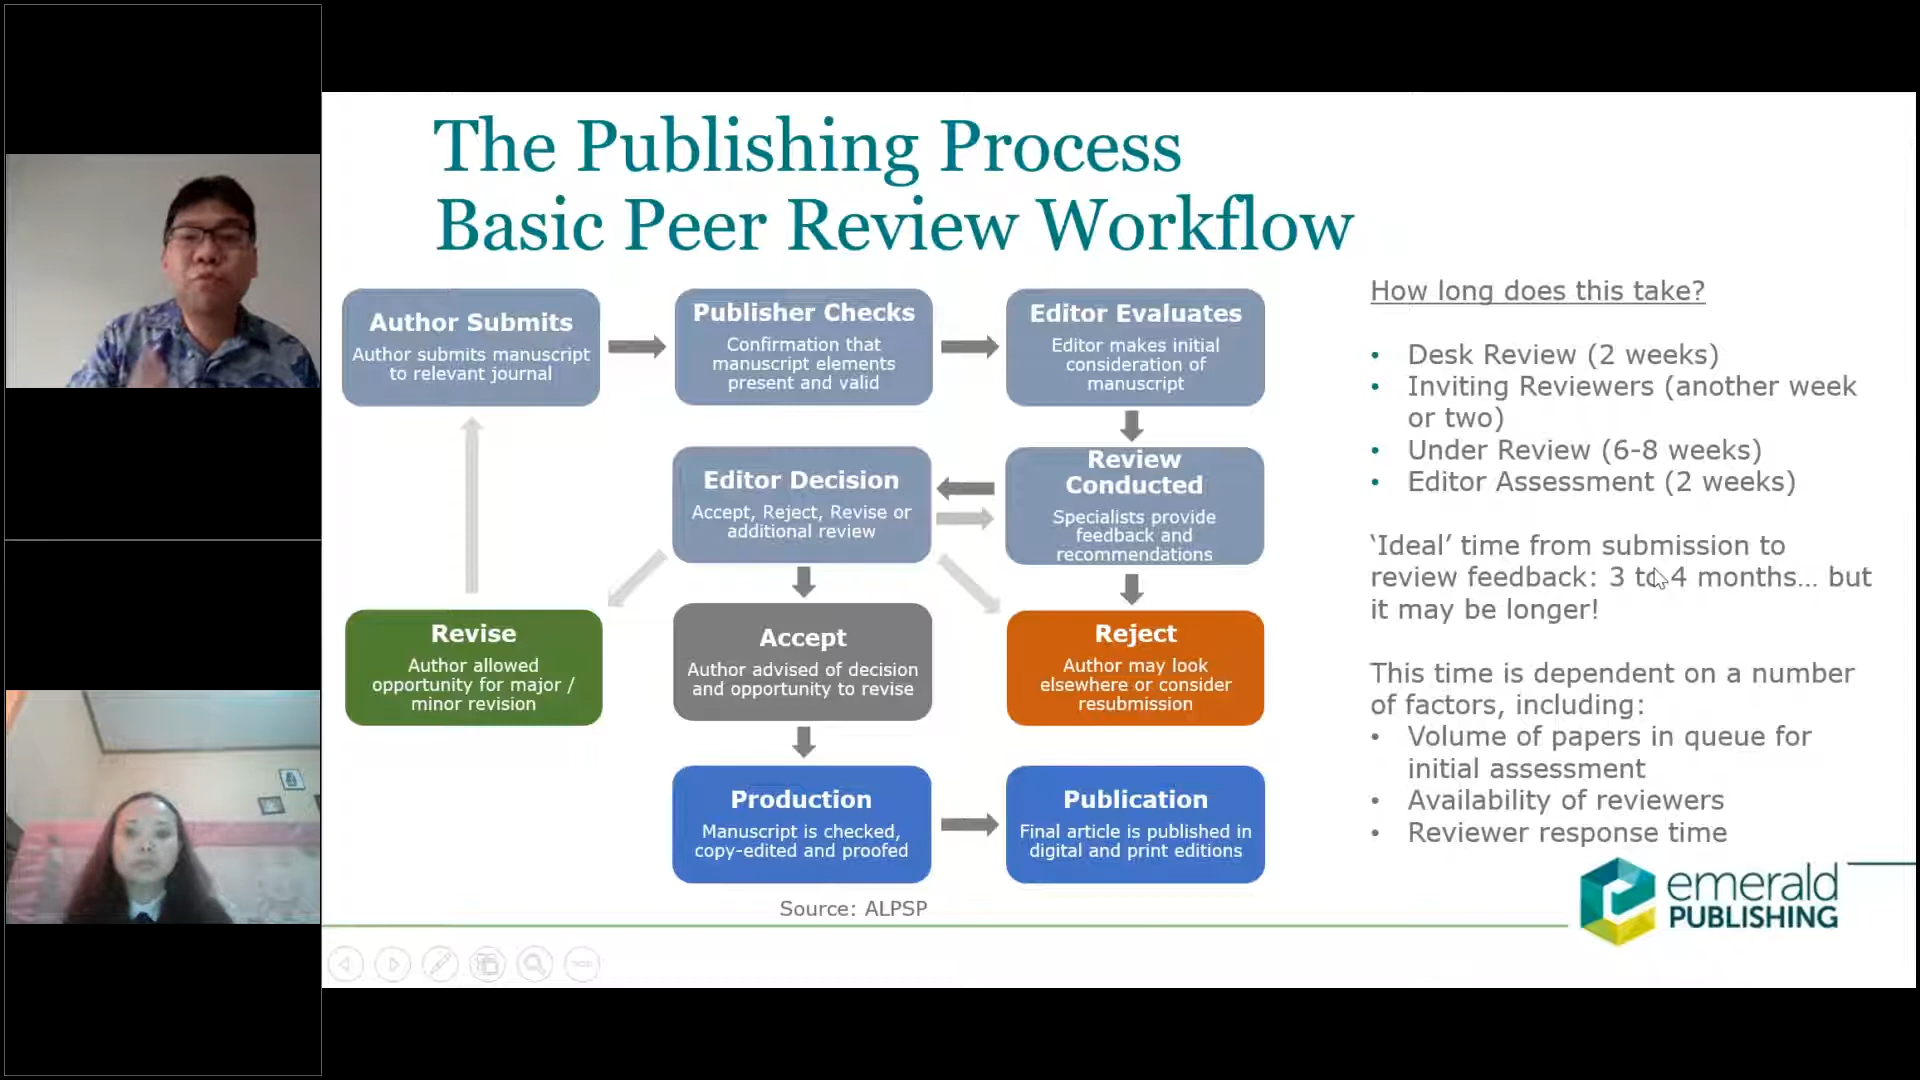 The Publishing Process
Basic Peer Review Workflow
Author Submits
Author submits manuscript
to relevant journal
Publisher Checks
Confirmation that
manuscript elements
present and valid
Editor Evaluates
Editor makes initial
consideration of
manuscript
Editor Decision
Accept, Reject, Revise or
additional review
Review
Conducted
Specialists provide
feedback and
recommendations
Revise
Author allowed
opportunity for major /
minor revision
Accept
Author advised of decision
and opportunity to revise
Reject
Author may look
elsewhere or consider
resubmission
Production
Manuscript is checked,
copy-edited and proofed
Publication
Final article is published in
digital and print editions
Source: ALPSP
How long does this take?
• Desk Review (2 weeks)
• Inviting Reviewers (another week
or two)
• Under Review (6-8 weeks)
• Editor Assessment (2 weeks)
‘Ideal’ time from submission to
review feedback: 3 to 4 months... but
it may be longer!
This time is dependent on a number
of factors, including:
• Volume of papers in queue for
initial assessment
• Availability of reviewers
• Reviewer response time
emerald
PUBLISHING